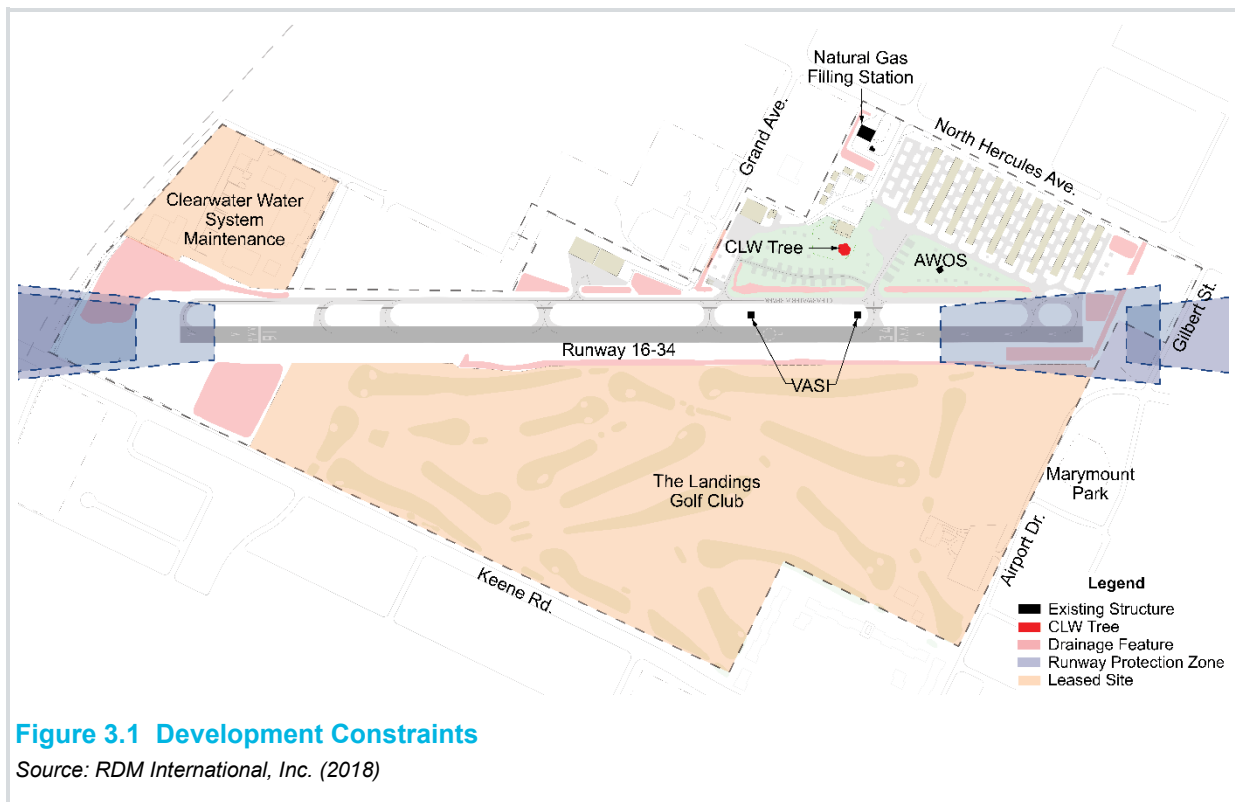 Natural Gas
Filling Station
Grand Ave.
North Hercules Ave.
Clearwater Water
System
Maintenance
CLW Tree
AWOS
Gilbert St.
16
34
Runway 16-34
VASI
The Landings
Golf Club
Marymount
Park
Airport Dr.
Keene Rd.
Legend
Existing Structure
CLW Tree
Drainage Feature
Runway Protection Zone
Leased Site
Figure 3.1 Development Constraints
Source: RDM International, Inc. (2018)